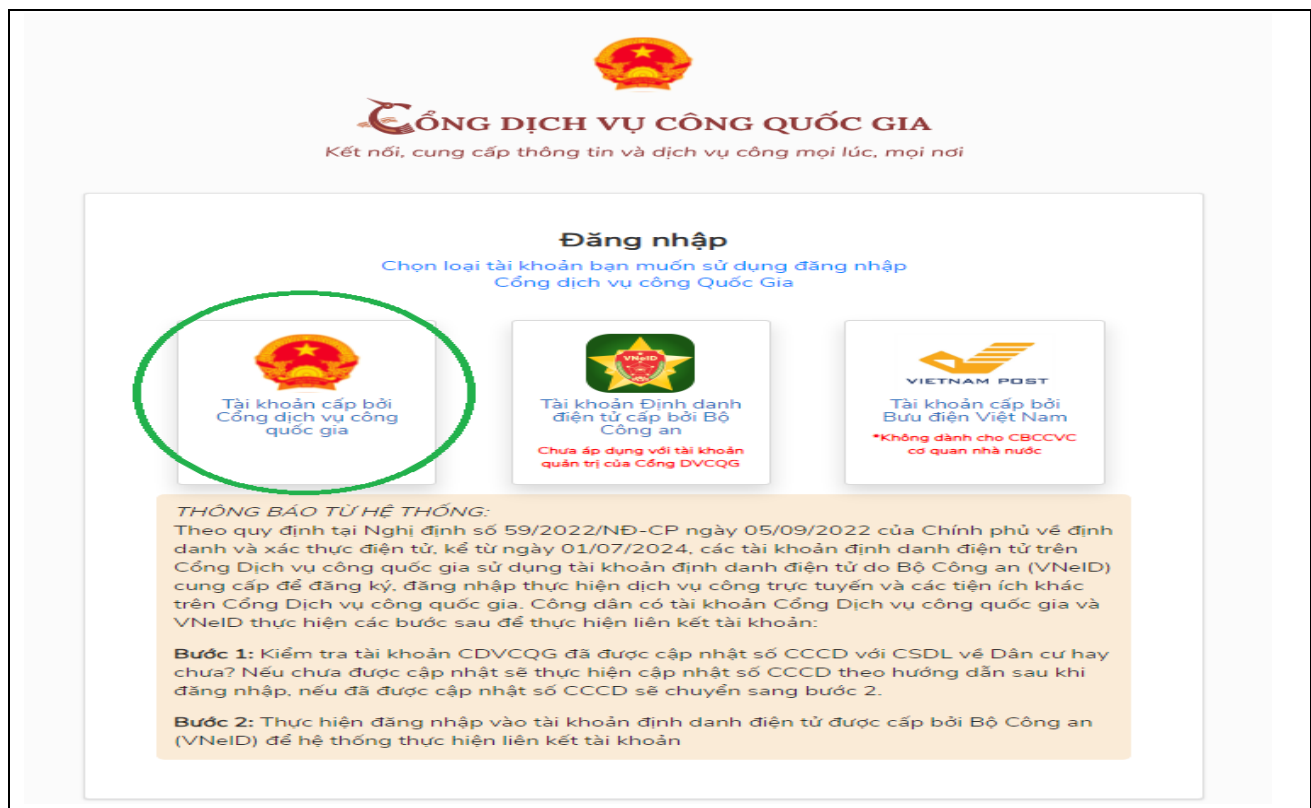 CỔNG DỊCH VỤ CÔNG QUỐC GIA
Kết nối, cung cấp thông tin và dịch vụ công mọi lúc, mọi nơi
Đăng nhập
Chọn loại tài khoản bạn muốn sử dụng đăng nhập
Cổng dịch vụ công Quốc Gia
Tài khoản cấp bởi
Cổng dịch vụ công
quốc gia
VNeID
Tài khoản Định danh
điện tử cấp bởi Bộ
Công an
Chưa áp dụng với tài khoản
quản trị của Cổng DVCQG
VIETNAM POST
Tài khoản cấp bởi
Bưu điện Việt Nam
*Không dành cho CBCCVC
cơ quan nhà nước
THÔNG BÁO TỪ HỆ THỐNG:
Theo quy định tại Nghị định số 59/2022/NĐ-CP ngày 05/09/2022 của Chính phủ về định
danh và xác thực điện tử, kể từ ngày 01/07/2024, các tài khoản định danh điện tử trên
Cổng Dịch vụ công quốc gia sử dụng tài khoản định danh điện tử do Bộ Công an (VNeID)
cung cấp để đăng ký, đăng nhập thực hiện dịch vụ công trực tuyến và các tiện ích khác
trên Cổng Dịch vụ công quốc gia. Công dân có tài khoản Cổng Dịch vụ công quốc gia và
VNeID thực hiện các bước sau để thực hiện liên kết tài khoản:
Bước 1: Kiểm tra tài khoản CDVCQG đã được cập nhật số CCCD với CSDL về Dân cư hay
chưa? Nếu chưa được cập nhật sẽ thực hiện cập nhật số CCCD theo hướng dẫn sau khi
đăng nhập, nếu đã được cập nhật số CCCD sẽ chuyển sang bước 2.
Bước 2: Thực hiện đăng nhập vào tài khoản định danh điện tử được cấp bởi Bộ Công an
(VNeID) để hệ thống thực hiện liên kết tài khoản